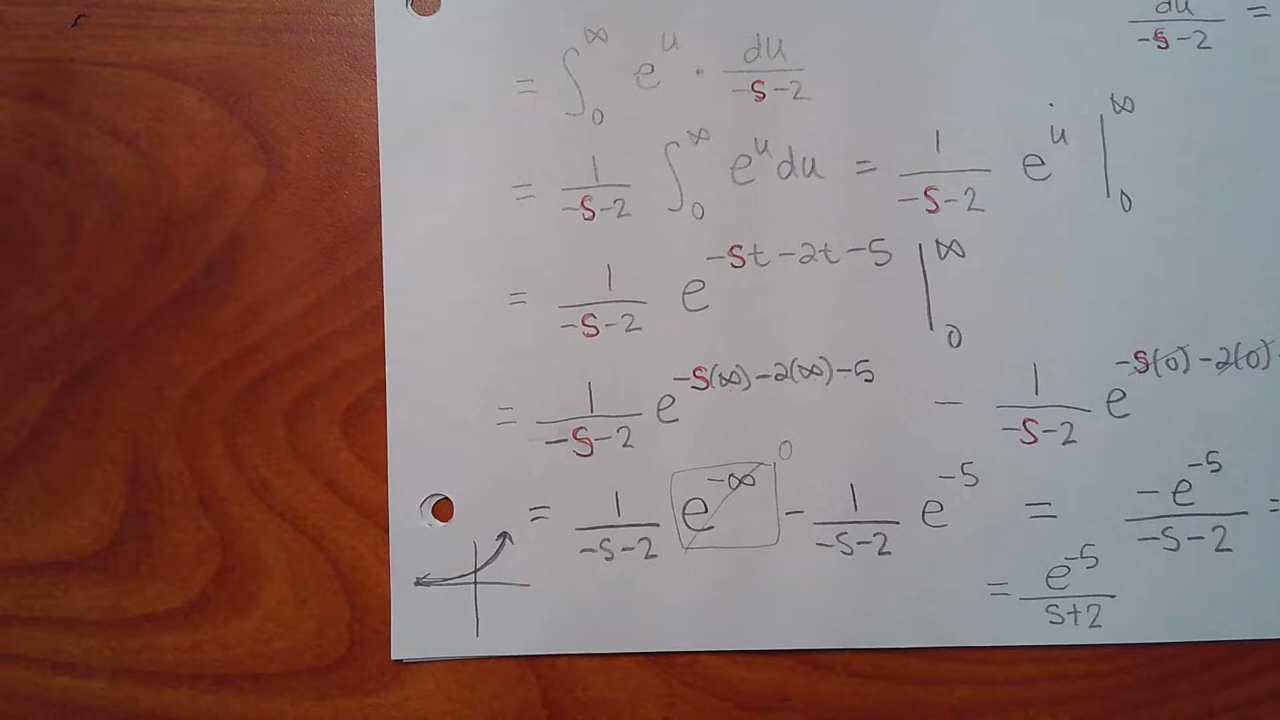 du/-s-2 =
= ∫₀^∞ e^u · du/-s-2
= 1/-s-2 ∫₀^∞ e^u du = 1/-s-2 e^u |₀^∞
= 1/-s-2 e^-st-2t-5 |₀^∞
= 1/-s-2 e^-s(∞)-2(∞)-5 - 1/-s-2 e^-s(0)-2(0)
= 1/-s-2 e^-∞ 0 - 1/-s-2 e^-5 = -e^-5/-s-2 =
= e^-5/s+2